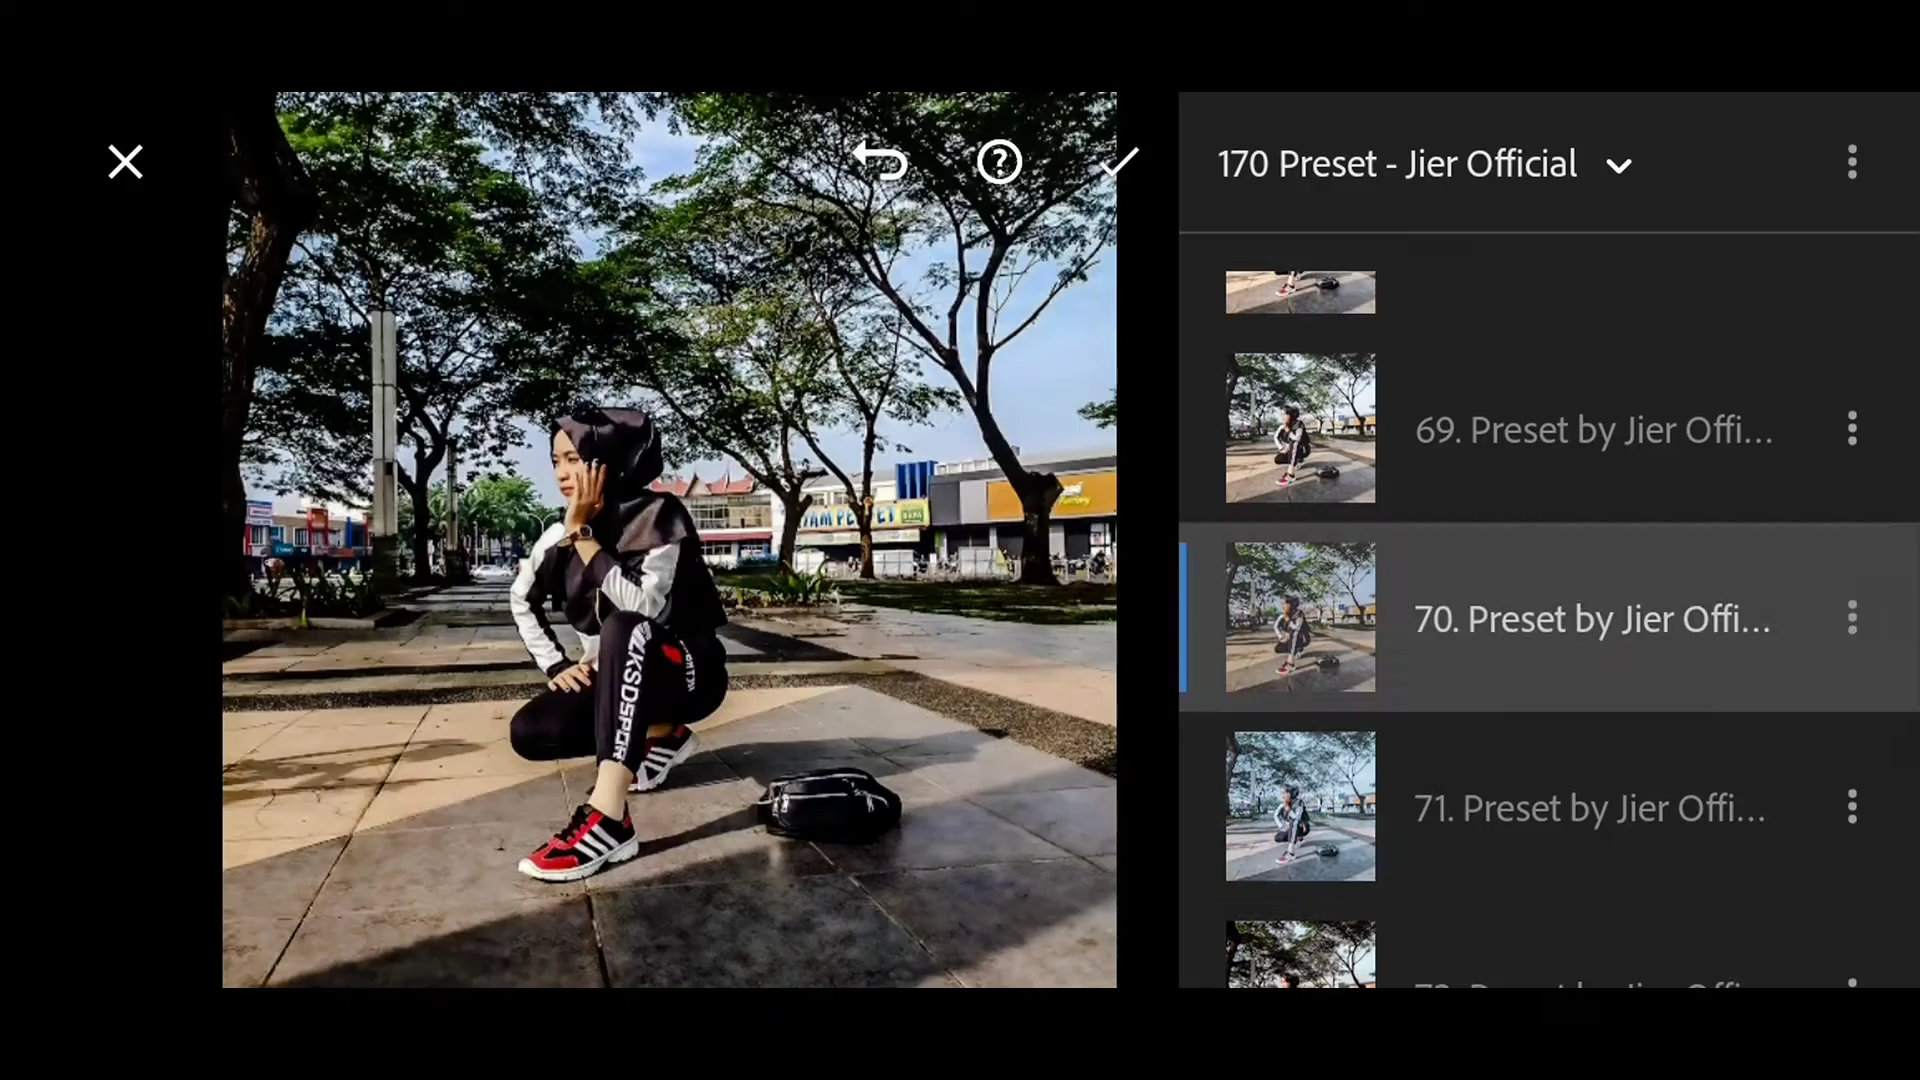 170 Preset - Jier Official
69. Preset by Jier Offi...
70. Preset by Jier Offi...
71. Preset by Jier Offi...